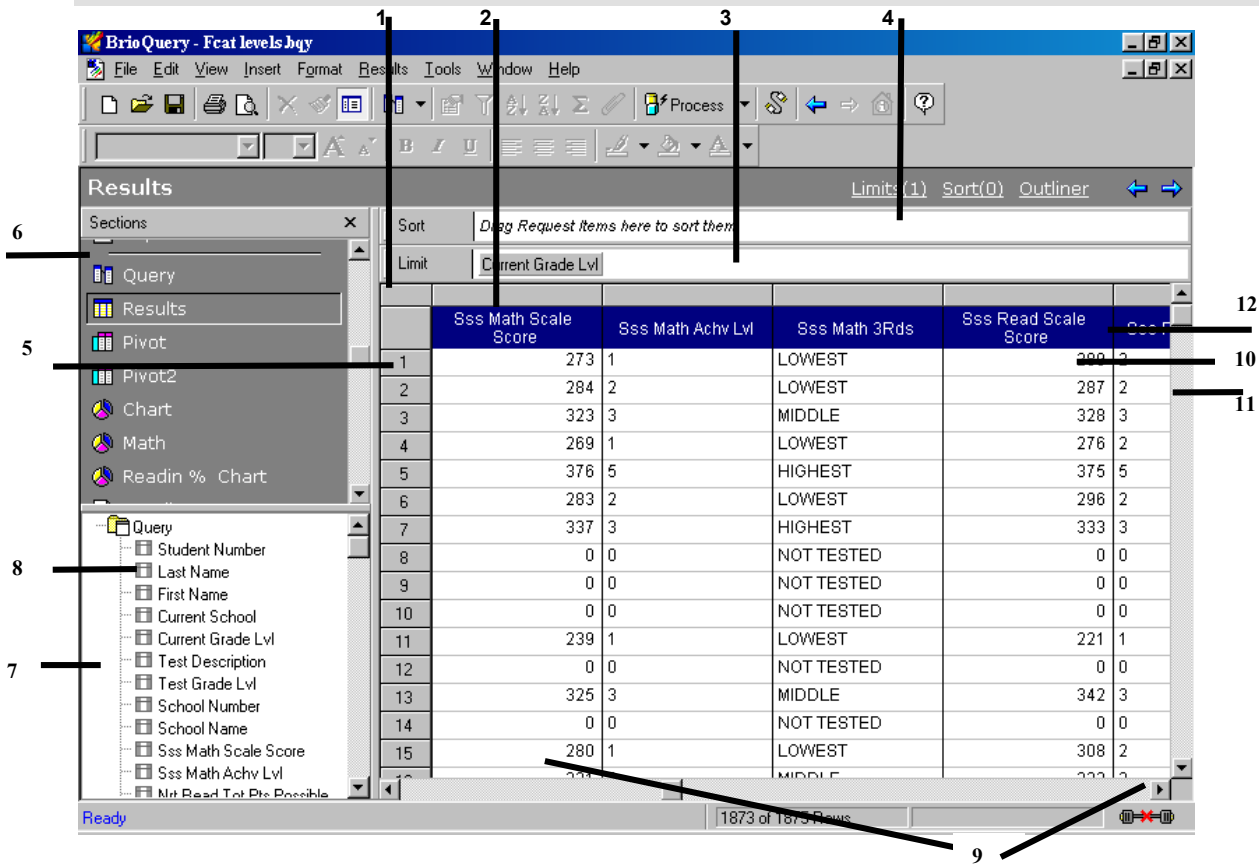 1 2 3 4
BrioQuery - Fcat levels.bqy
File Edit View Insert Format Results Tools Window Help
Process
B I U
Results Limits(1) Sort(0) Outliner
Sections
6
Sort Drag Request Items here to sort them
Limit Current Grade Lvl
Query
Results
Pivot
Pivot2
Chart
Math
Readin % Chart
5
Sss Math Scale Score Sss Math Achv Lvl Sss Math 3Rds Sss Read Scale Score
12
1 273 1 LOWEST
10
2 284 2 LOWEST 287 2
11
3 323 3 MIDDLE 328 3
4 269 1 LOWEST 276 2
5 376 5 HIGHEST 375 5
6 283 2 LOWEST 296 2
7 337 3 HIGHEST 333 3
8 0 0 NOT TESTED 0 0
9 0 0 NOT TESTED 0 0
10 0 0 NOT TESTED 0 0
11 239 1 LOWEST 221 1
12 0 0 NOT TESTED 0 0
13 325 3 MIDDLE 342 3
14 0 0 NOT TESTED 0 0
15 280 1 LOWEST 308 2
MIDDLE
Query
Student Number
8
Last Name
First Name
Current School
Current Grade Lvl
7
Test Description
Test Grade Lvl
School Number
School Name
Sss Math Scale Score
Sss Math Achv Lvl
Nrt Read Tot Pts Possible
Ready 1873 of 1875 Rows
9